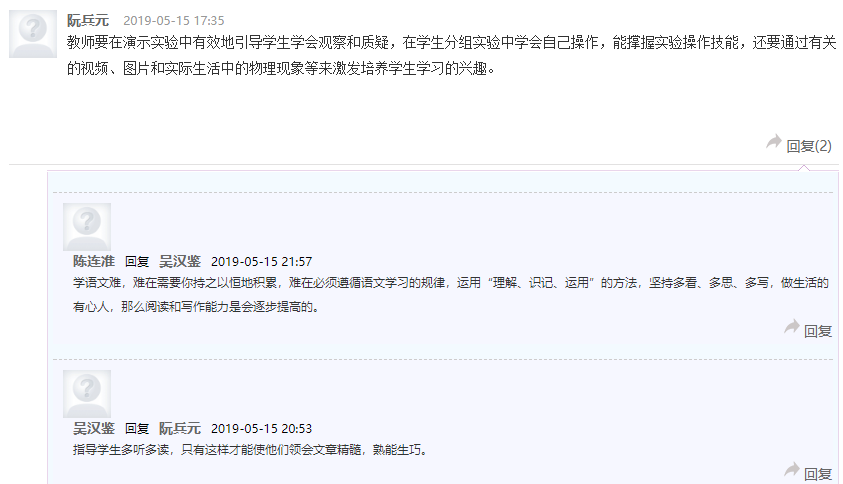 阮兵元 2019-05-15 17:35
教师要在演示实验中有效地引导学生学会观察和质疑，在学生分组实验中学会自己操作，能撑握实验操作技能，还要通过有关
的视频、图片和实际生活中的物理现象等来激发培养学生学习的兴趣。
回复(2)
陈连准 回复 吴汉鉴 2019-05-15 21:57
学语文难，难在需要你持之以恒地积累，难在必须遵循语文学习的规律，运用“理解、识记、运用”的方法，坚持多看、多思、多写，做生活的
有心人，那么阅读和写作能力是会逐步提高的。
回复
吴汉鉴 回复 阮兵元 2019-05-15 20:53
指导学生多听多读，只有这样才能使他们领会文章精髓，熟能生巧。
回复